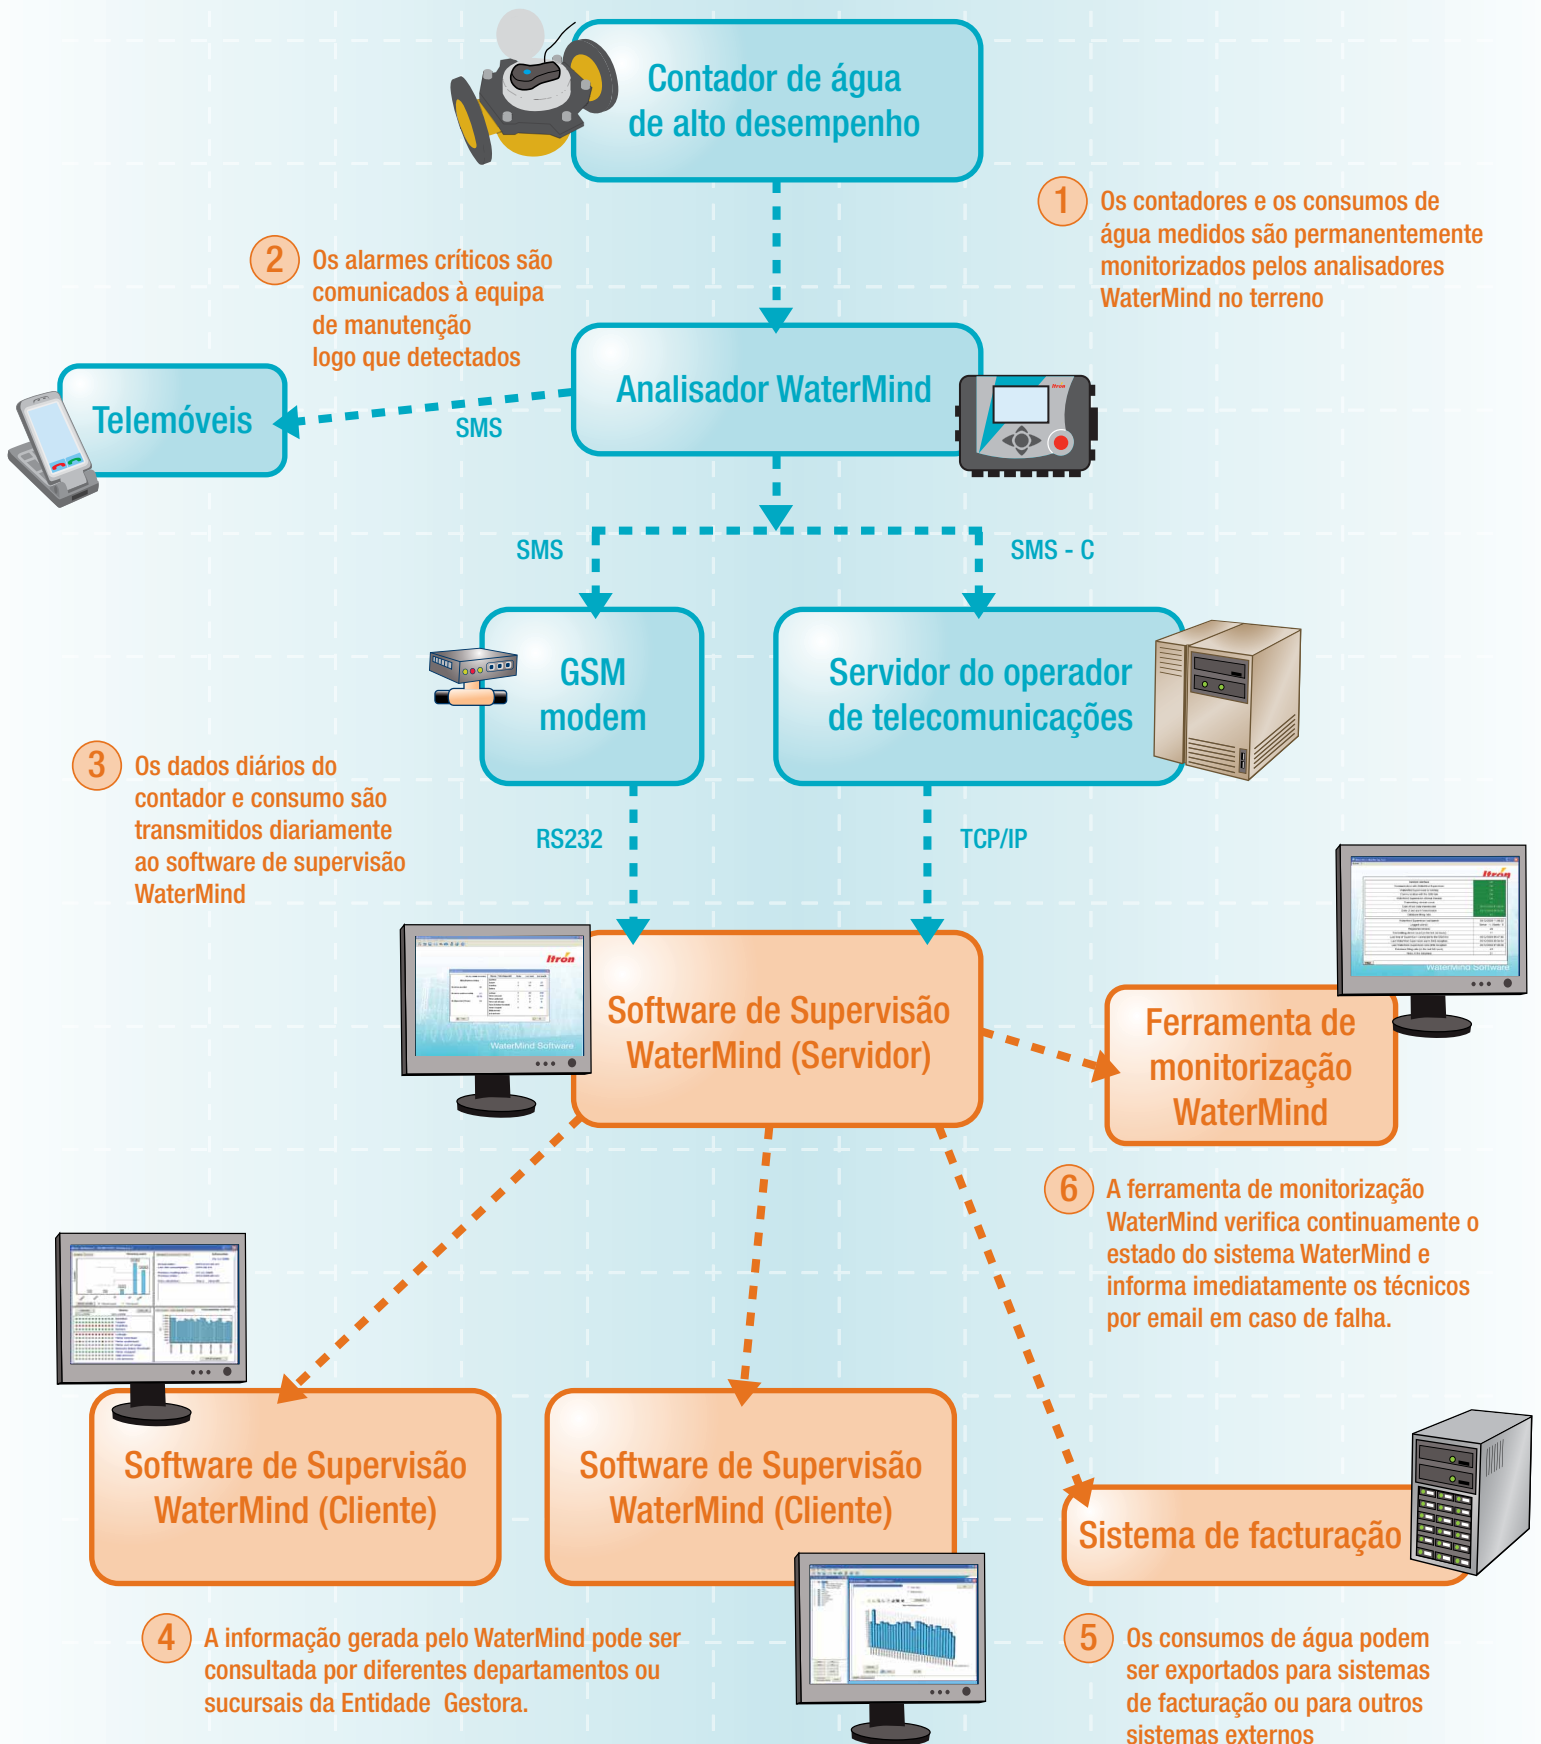 Contador de água
de alto desempenho
1
Os contadores e os consumos de
água medidos são permanentemente
monitorizados pelos analisadores
WaterMind no terreno
2
Os alarmes críticos são
comunicados à equipa
de manutenção
logo que detectados
Analisador WaterMind
Itron
Telemóveis
SMS
SMS
SMS - C
GSM
modem
Servidor do operador
de telecomunicações
3
Os dados diários do
contador e consumo são
transmitidos diariamente
ao software de supervisão
WaterMind
RS232
TCP/IP
Itron
WaterMind Software
Itron
WaterMind Software
Software de Supervisão
WaterMind (Servidor)
Ferramenta de
monitorização
WaterMind
6
A ferramenta de monitorização
WaterMind verifica continuamente o
estado do sistema WaterMind e
informa imediatamente os técnicos
por email em caso de falha.
Software de Supervisão
WaterMind (Cliente)
Software de Supervisão
WaterMind (Cliente)
Sistema de facturação
4
A informação gerada pelo WaterMind pode ser
consultada por diferentes departamentos ou
sucursais da Entidade Gestora.
5
Os consumos de água podem
ser exportados para sistemas
de facturação ou para outros
sistemas externos